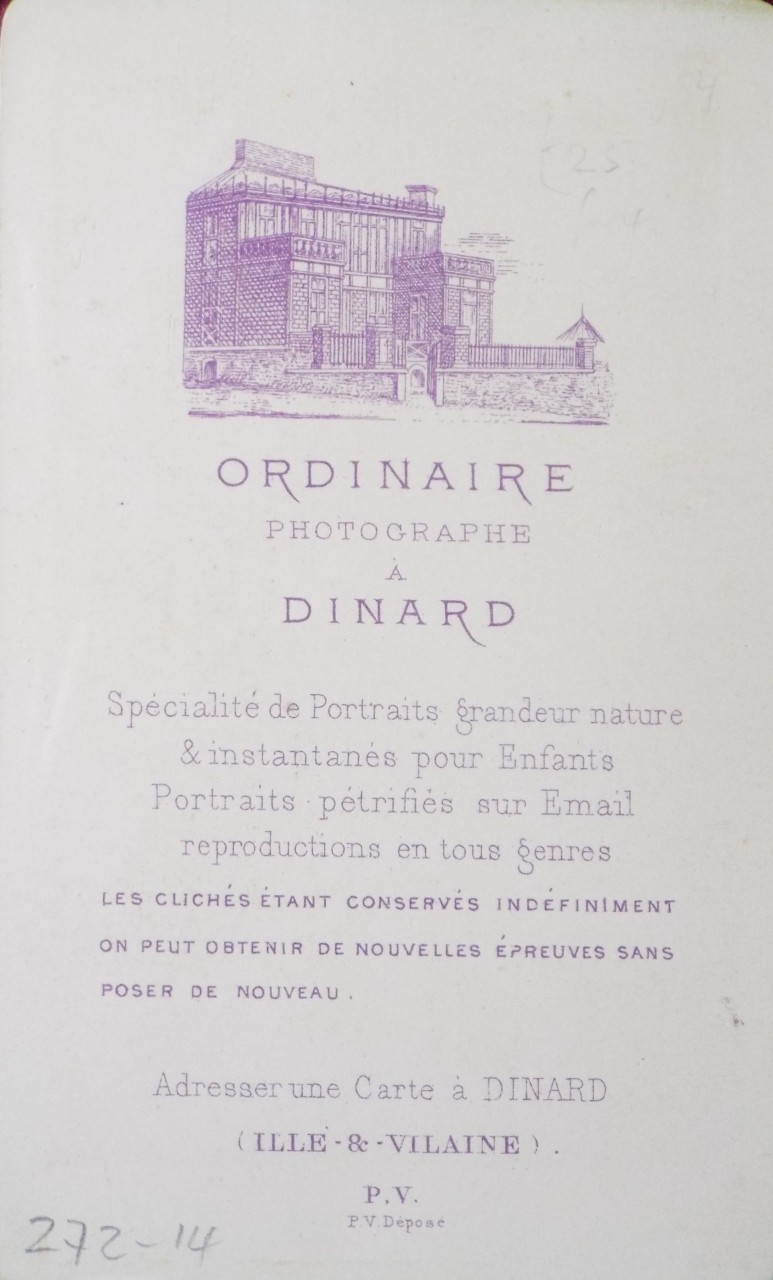 25
ORDINAIRE
PHOTOGRAPHE
À
DINARD
Spécialité de Portraits grandeur nature
& instantanés pour Enfants
Portraits pétrifiés sur Email
reproductions en tous genres
LES CLICHÉS ÉTANT CONSERVÉS INDÉFINIMENT
ON PEUT OBTENIR DE NOUVELLES ÉPREUVES SANS
POSER DE NOUVEAU.
Adresser une Carte à DINARD
(ILLE-&-VILAINE).
P.V.
P.V. Déposé
272-14